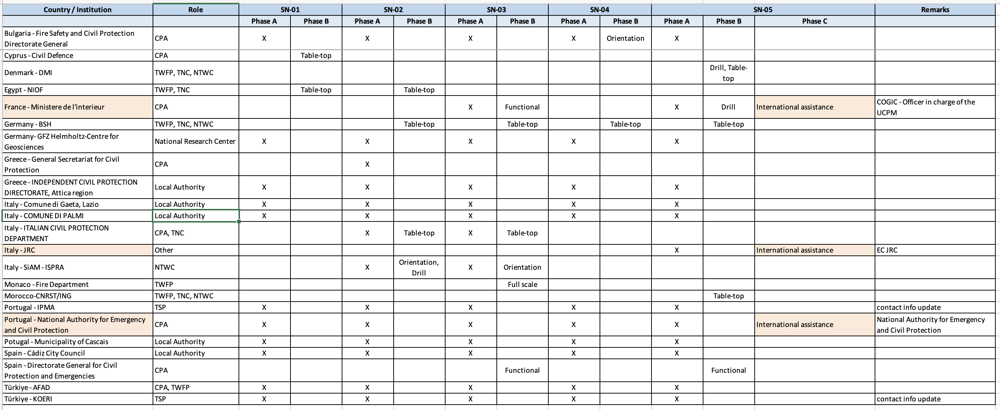 Country / Institution Role SN-01 SN-02 SN-03 SN-04 SN-05 Remarks
Phase A Phase B Phase A Phase B Phase A Phase B Phase A Phase B Phase A Phase B Phase C
Bulgaria - Fire Safety and Civil Protection
Directorate General CPA X X X X Orientation X
Cyprus - Civil Defence CPA Table-top
Denmark - DMI TWFP, TNC, NTWC Drill, Table-
top
Egypt - NIOF TWFP, TNC Table-top Table-top
France - Ministere de l'interieur CPA X Functional X Drill International assistance COGIC - Officer in charge of the
UCPM
Germany - BSH TWFP, TNC, NTWC Table-top Table-top Table-top Table-top
Germany- GFZ Helmholtz-Centre for
Geosciences National Research Center X X X X X
Greece - General Secretariat for Civil
Protection CPA X
Greece - INDEPENDENT CIVIL PROTECTION
DIRECTORATE, Attica region Local Authority X X X X X
Italy - Comune di Gaeta, Lazio Local Authority X X X X X
Italy - COMUNE DI PALMI Local Authority X X X X X
Italy - ITALIAN CIVIL PROTECTION
DEPARTMENT CPA, TNC X Table-top X Table-top
Italy - JRC Other X International assistance EC JRC
Italy - SiAM - ISPRA NTWC X Orientation,
Drill X Orientation
Monaco - Fire Department TWFP Full scale
Morocco-CNRST/ING TWFP, TNC, NTWC Table-top
Portugal - IPMA TSP X X X X X contact info update
Portugal - National Authority for Emergency
and Civil Protection CPA X X X X X International assistance National Authority for Emergency
and Civil Protection
Potugal - Municipality of Cascais Local Authority X X X X X
Spain - Cádiz City Council Local Authority X X X X X
Spain - Directorate General for Civil
Protection and Emergencies CPA Functional Functional
Türkiye - AFAD CPA, TWFP X X X X X
Türkiye - KOERI TSP X X X X X contact info update